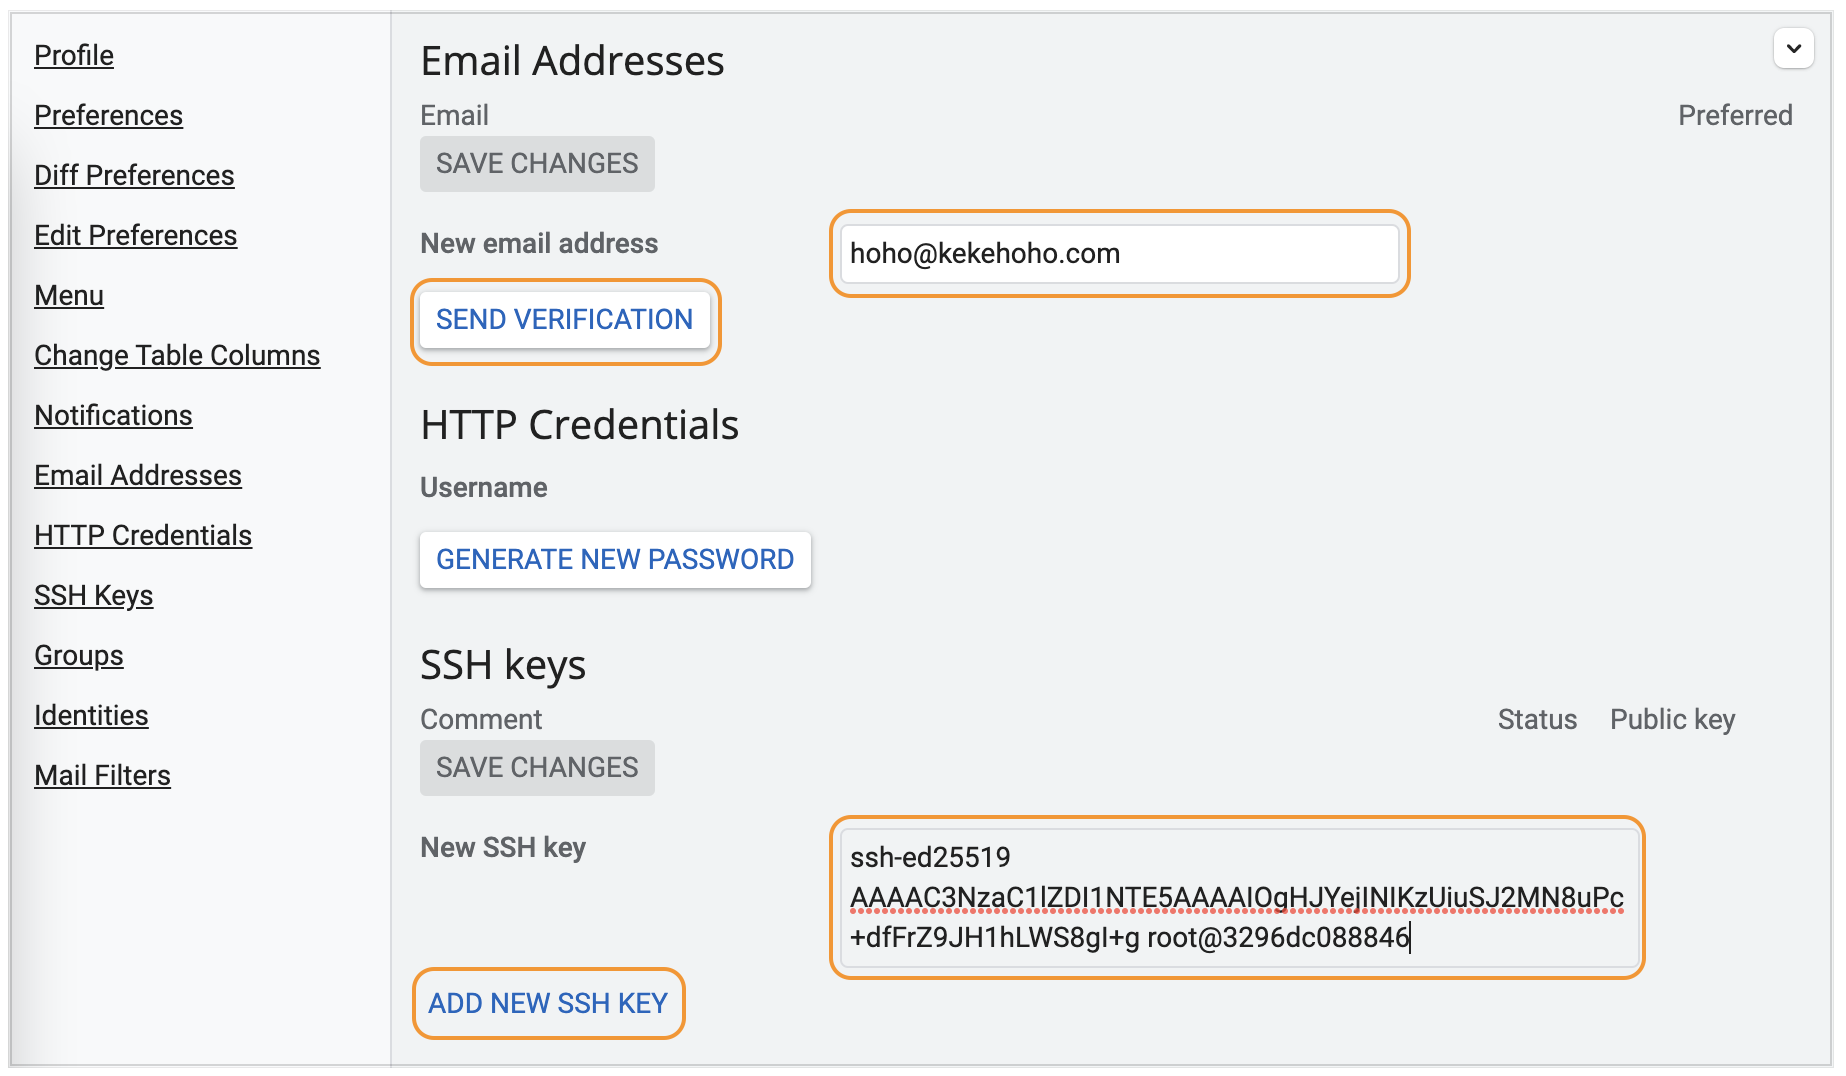 Profile
Preferences
Diff Preferences
Edit Preferences
Menu
Change Table Columns
Notifications
Email Addresses
HTTP Credentials
SSH Keys
Groups
Identities
Mail Filters
Email Addresses
Email Preferred
SAVE CHANGES
New email address hoho@kekehoho.com
SEND VERIFICATION
HTTP Credentials
Username
GENERATE NEW PASSWORD
SSH keys
Comment Status Public key
SAVE CHANGES
New SSH key ssh-ed25519
AAAAC3NzaC1lZDI1NTE5AAAAIOgHJYejINIKzUiuSJ2MN8uPc
+dfFrZ9JH1hLWS8gI+g root@3296dc088846
ADD NEW SSH KEY